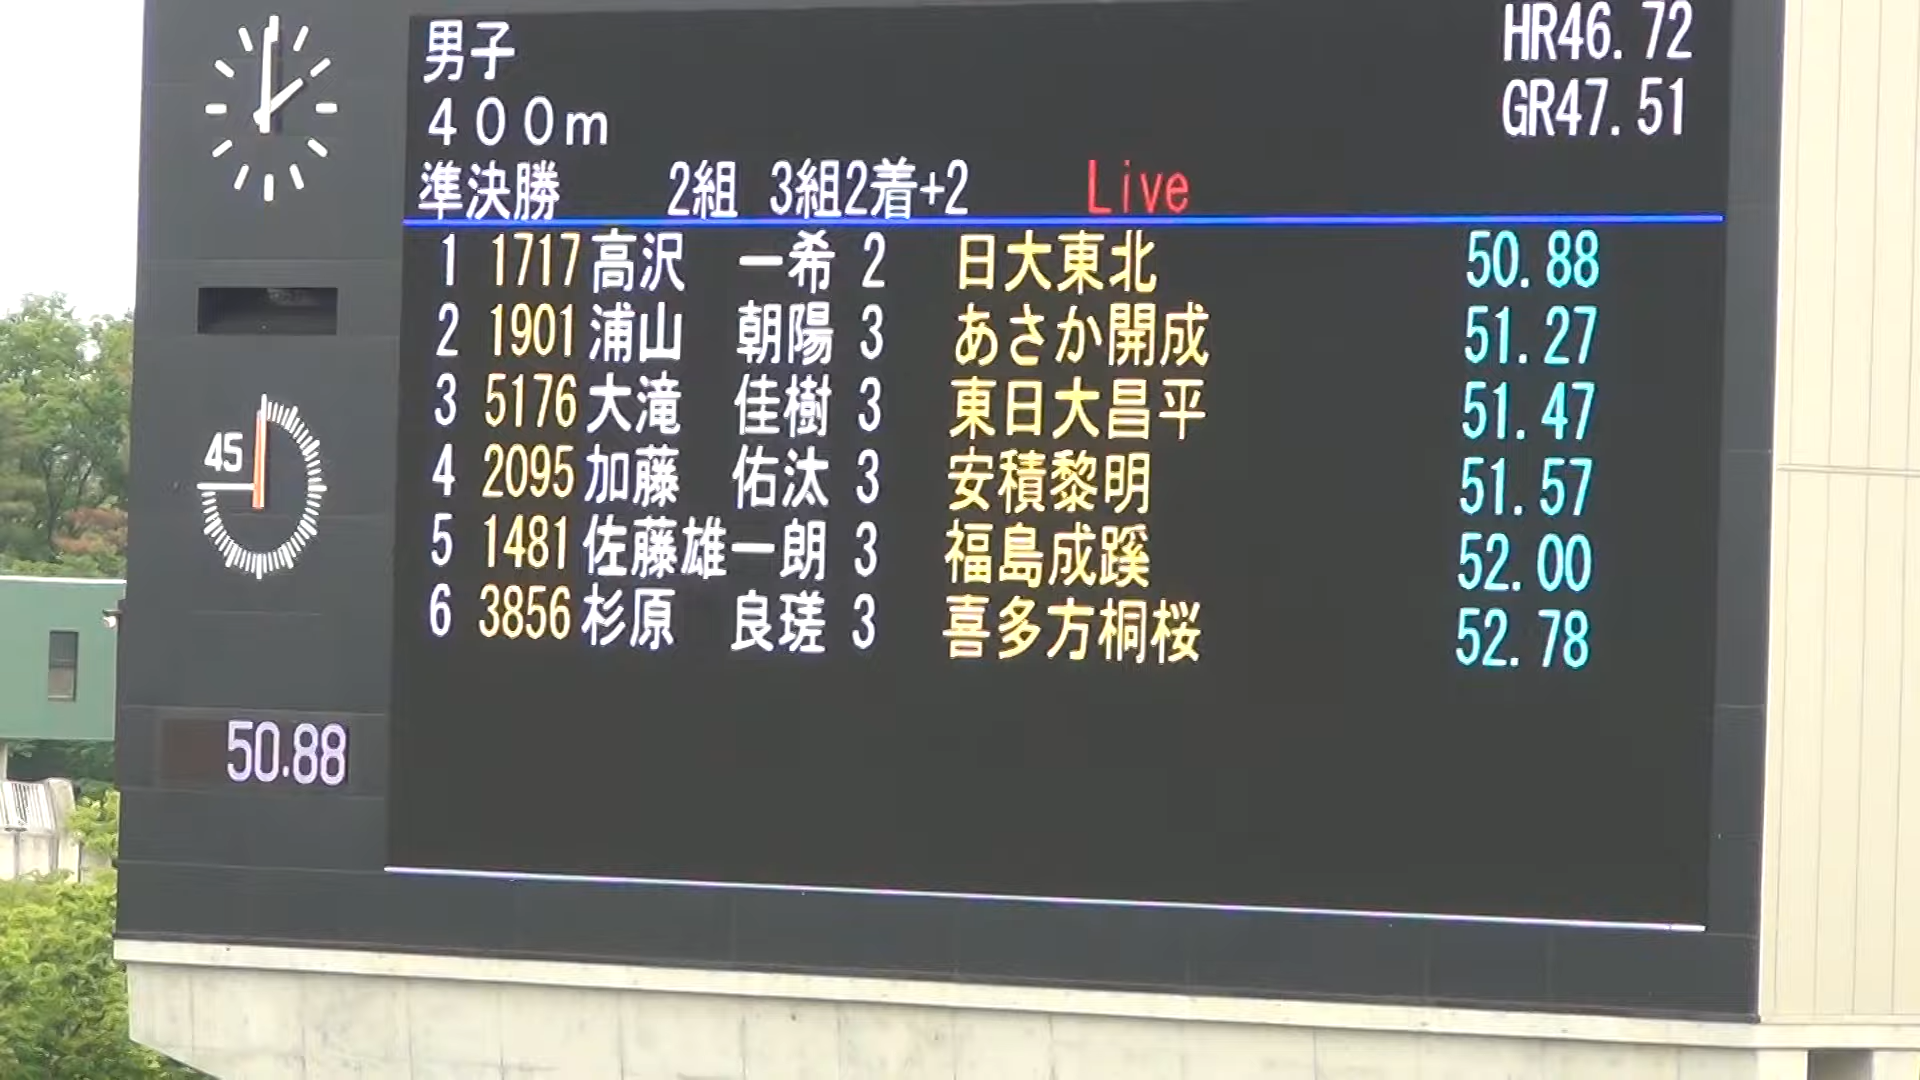 男子
400m
準決勝 2組 3組2着+2 Live
HR46.72
GR47.51
1 1717 高沢 一希 2 日大東北 50.88
2 1901 浦山 朝陽 3 あさか開成 51.27
3 5176 大滝 佳樹 3 東日大昌平 51.47
4 2095 加藤 佑汰 3 安積黎明 51.57
5 1481 佐藤雄一朗 3 福島成蹊 52.00
6 3856 杉原 良瑳 3 喜多方桐桜 52.78
45
50.88